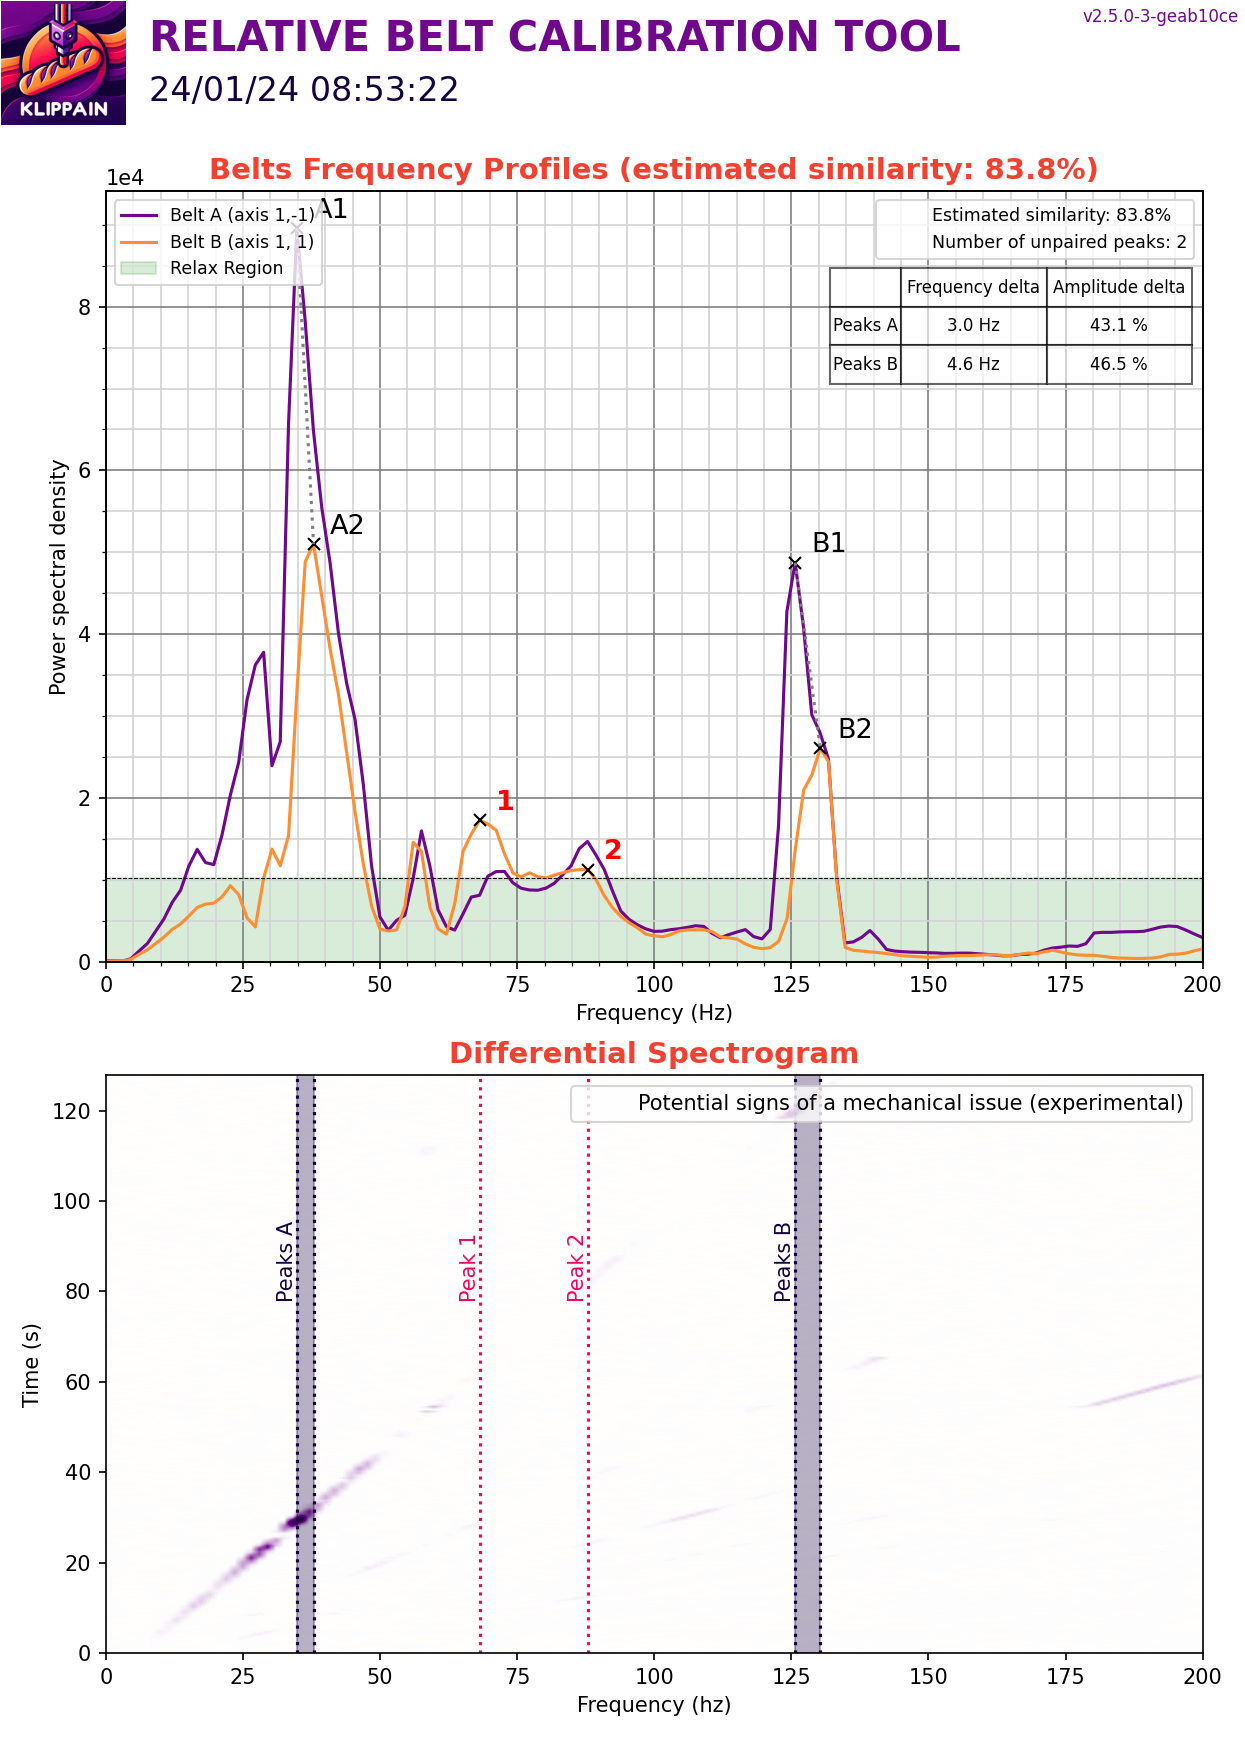 v2.5.0-3-geab10ce
RELATIVE BELT CALIBRATION TOOL
24/01/24 08:53:22
KLIPPAIN
Belts Frequency Profiles (estimated similarity: 83.8%)
1e4
Belt A (axis 1,-1)
Belt B (axis 1, 1)
Relax Region
A1
Estimated similarity: 83.8%
Number of unpaired peaks: 2
Frequency delta Amplitude delta
Peaks A 3.0 Hz 43.1 %
Peaks B 4.6 Hz 46.5 %
8
6
4
2
0
Power spectral density
A2
B1
B2
1
2
0 25 50 75 100 125 150 175 200
Frequency (Hz)
Differential Spectrogram
Potential signs of a mechanical issue (experimental)
120
100
80
60
40
20
0
Time (s)
Peaks A
Peak 1
Peak 2
Peaks B
0 25 50 75 100 125 150 175 200
Frequency (hz)